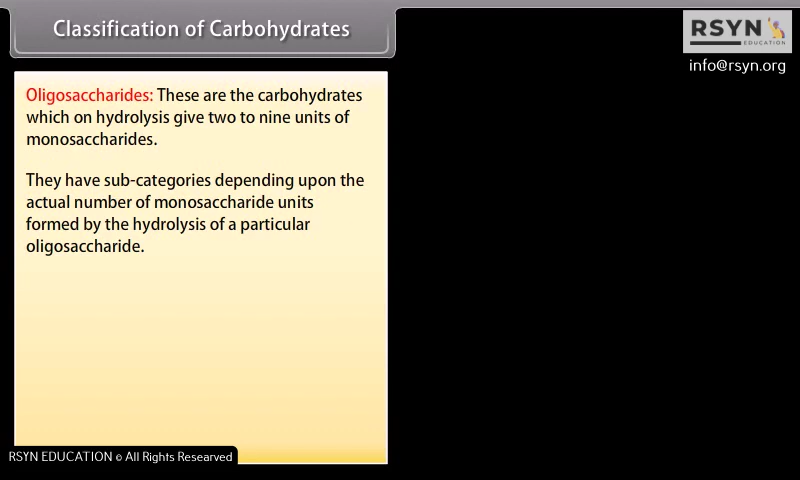 Classification of Carbohydrates
RSYN
EDUCATION
info@rsyn.org
Oligosaccharides: These are the carbohydrates
which on hydrolysis give two to nine units of
monosaccharides.
They have sub-categories depending upon the
actual number of monosaccharide units
formed by the hydrolysis of a particular
oligosaccharide.
RSYN EDUCATION © All Rights Researved